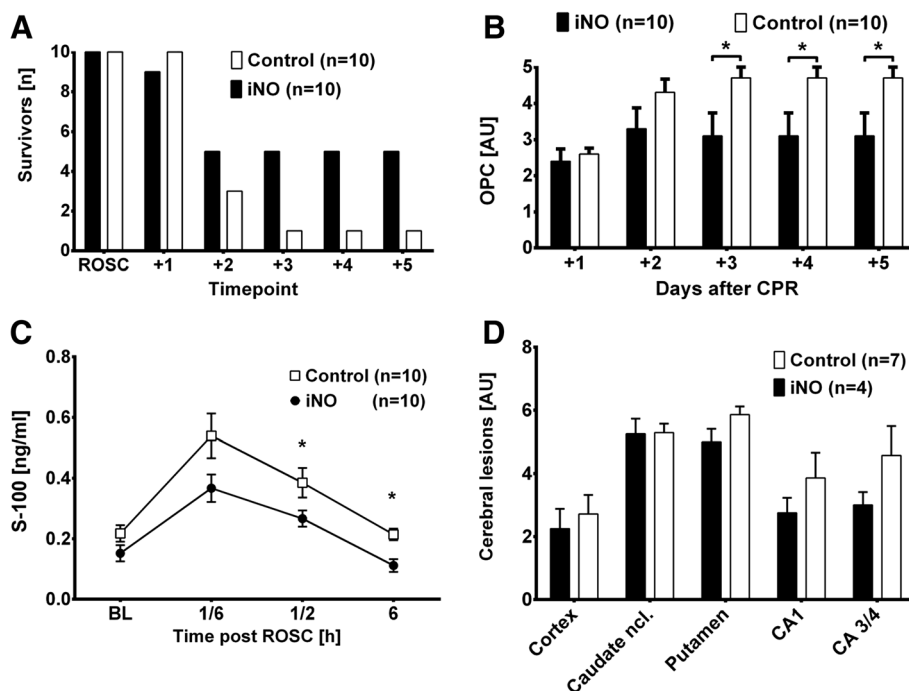 A
Survivors [n]
10
8
6
4
2
0
Control (n=10)
iNO (n=10)
ROSC +1 +2 +3 +4 +5
Timepoint
B
iNO (n=10) Control (n=10)
OPC [AU]
5
4
3
2
1
0
* * *
+1 +2 +3 +4 +5
Days after CPR
C
S-100 [ng/ml]
0.8
0.6
0.4
0.2
0.0
Control (n=10)
iNO (n=10)
*
*
BL 1/6 1/2 6
Time post ROSC [h]
D
Cerebral lesions [AU]
8
6
4
2
0
Control (n=7)
iNO (n=4)
Cortex
Caudate ncl.
Putamen
CA1
CA 3/4